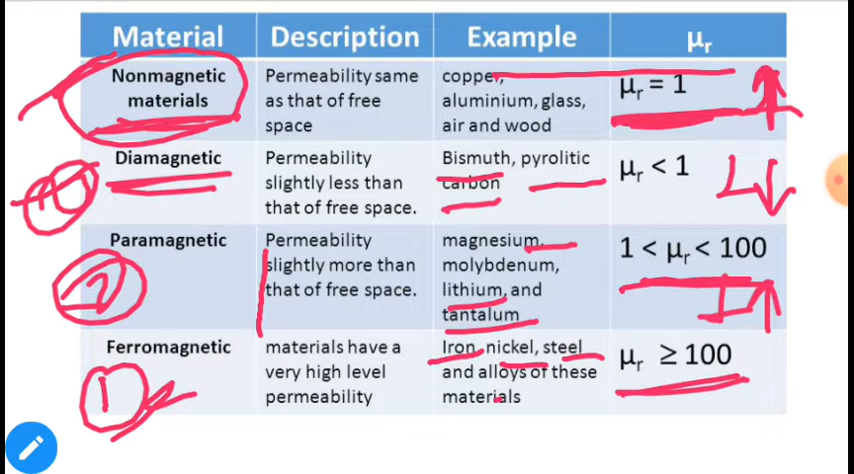 Material Description Example μr
Nonmagnetic Permeability same copper,
materials as that of free aluminium, glass, μr = 1
space air and wood
Diamagnetic Permeability Bismuth, pyrolitic
slightly less than carbon μr < 1
that of free space.
Paramagnetic Permeability magnesium, 1 < μr < 100
slightly more than molybdenum,
that of free space. lithium, and
tantalum
Ferromagnetic materials have a Iron, nickel, steel μr ≥ 100
very high level and alloys of these
permeability materials
2
1